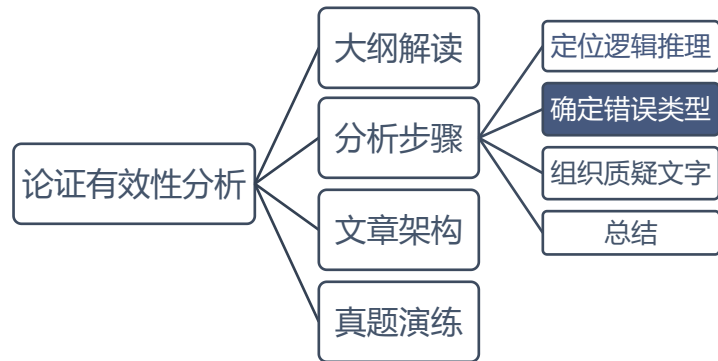 论证有效性分析
大纲解读
分析步骤
文章架构
真题演练
定位逻辑推理
确定错误类型
组织质疑文字
总结